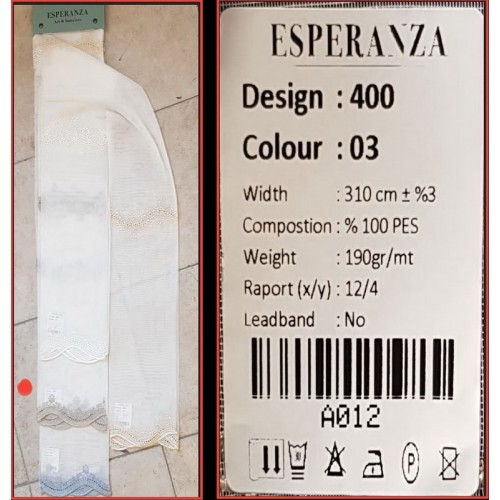 ESPERANZA
ESPERANZA
Design : 400
Colour : 03
Width : 310 cm ± %3
Compostion : % 100 PES
Weight : 190gr/mt
Raport (x/y) : 12/4
Leadband : No
A012
P